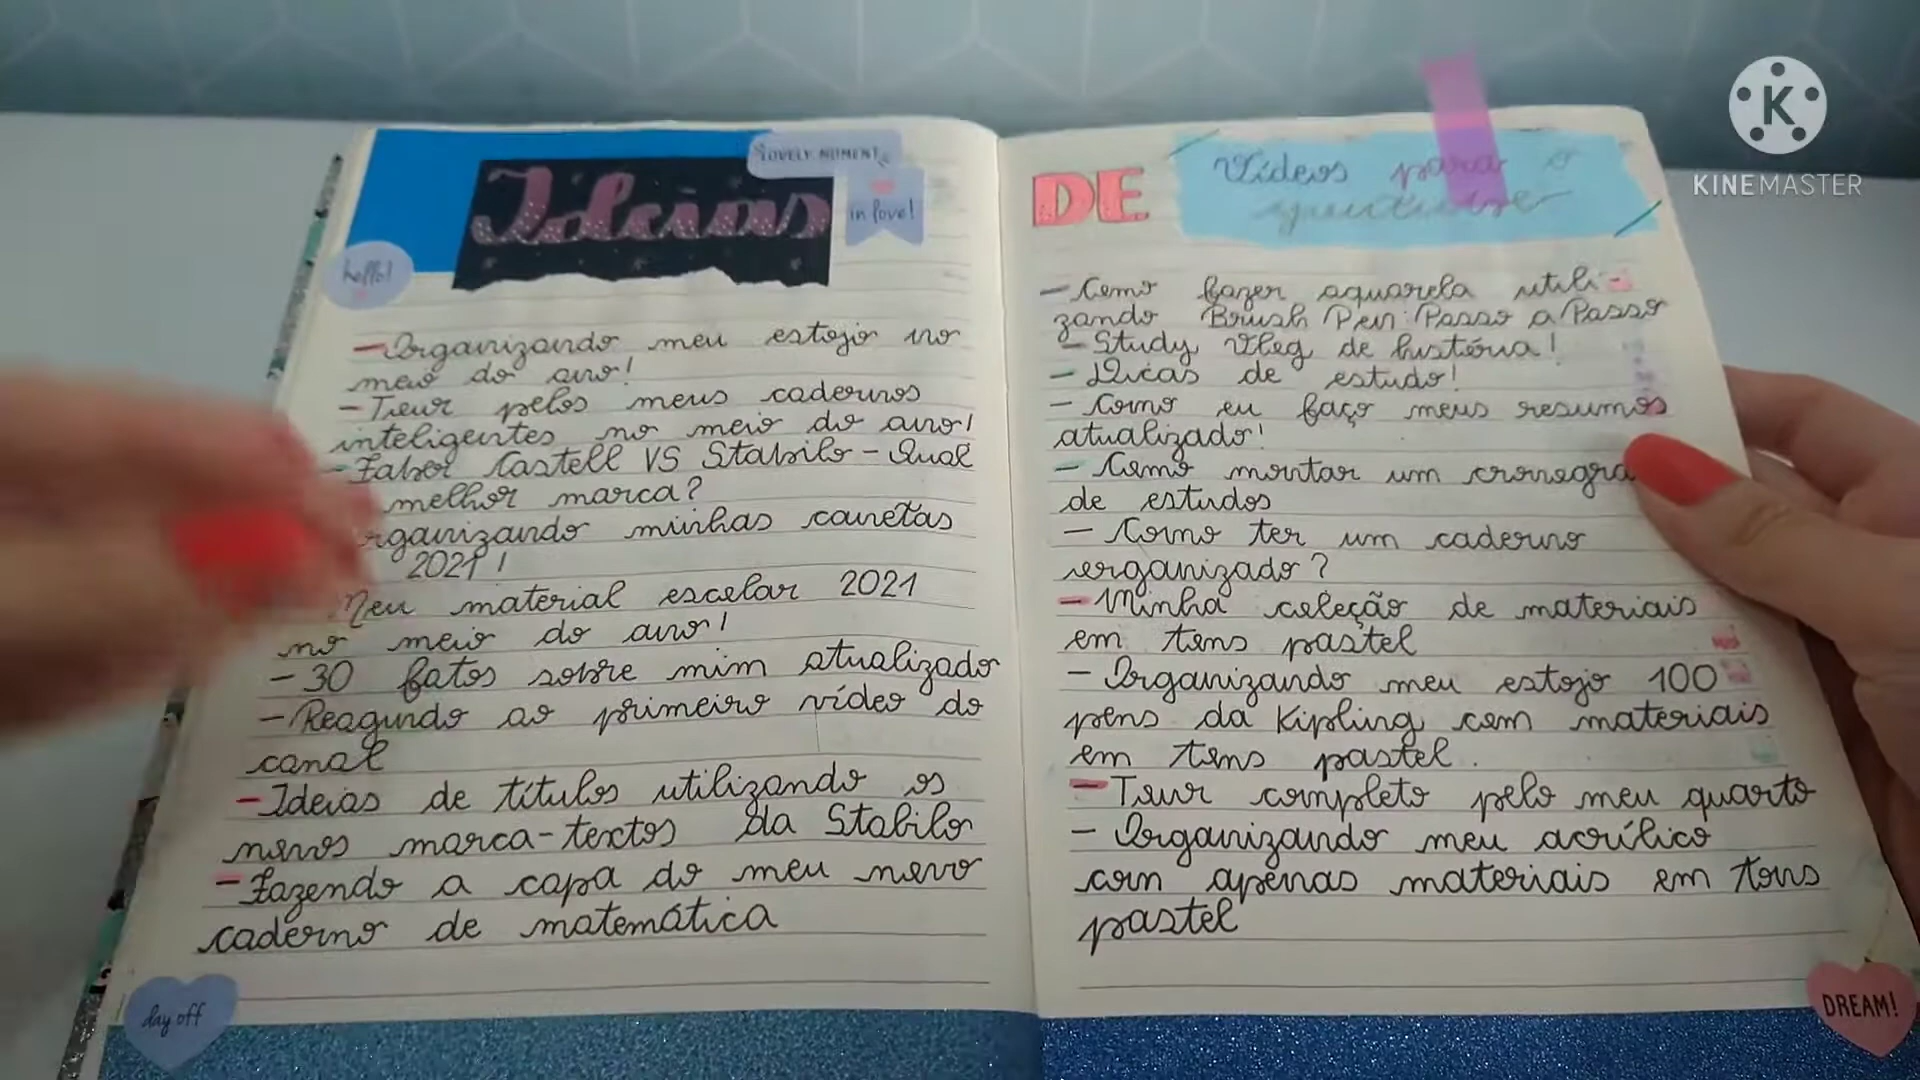 Ideias
LOVELY MOMENT
in love!
hello!
- Organizando meu estojo no
meio do ano!
- Tour pelos meus cadernos
inteligentes no meio do ano!
- Faber Castell VS Stabilo - Qual
melhor marca?
rganizando minhas canetas
2021!
Meu material escolar 2021
no meio do ano!
- 30 fatos sobre mim atualizado
- Reagindo ao primeiro vídeo do
canal
- Ideias de títulos utilizando os
novos marca-textos da Stabilo
- Fazendo a capa do meu novo
caderno de matemática
day off
DE
Vídeos para o
- Como fazer aquarela utili-
zando Brush Pen: Passo a Passo
- Study Vlog de história!
- Dicas de estudo!
- Como eu faço meus resumos
atualizado!
- Como montar um cronogra
de estudos
- Como ter um caderno
organizado?
- Minha coleção de materiais
em tons pastel
- Organizando meu estojo 100
pens da Kipling com materiais
em tons pastel.
- Tour completo pelo meu quarto
- Organizando meu acrílico
com apenas materiais em tons
pastel
DREAM!
K
KINEMASTER